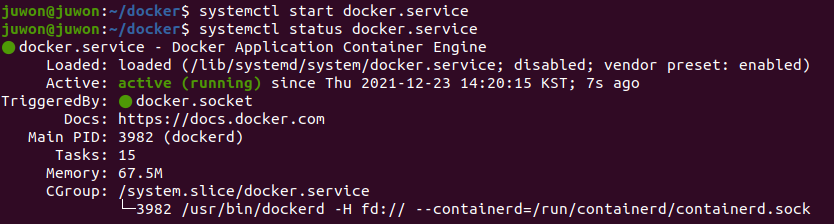 juwon@juwon:~/docker$ systemctl start docker.service
juwon@juwon:~/docker$ systemctl status docker.service
● docker.service - Docker Application Container Engine
Loaded: loaded (/lib/systemd/system/docker.service; disabled; vendor preset: enabled)
Active: active (running) since Thu 2021-12-23 14:20:15 KST; 7s ago
TriggeredBy: ● docker.socket
Docs: https://docs.docker.com
Main PID: 3982 (dockerd)
Tasks: 15
Memory: 67.5M
CGroup: /system.slice/docker.service
└─3982 /usr/bin/dockerd -H fd:// --containerd=/run/containerd/containerd.sock